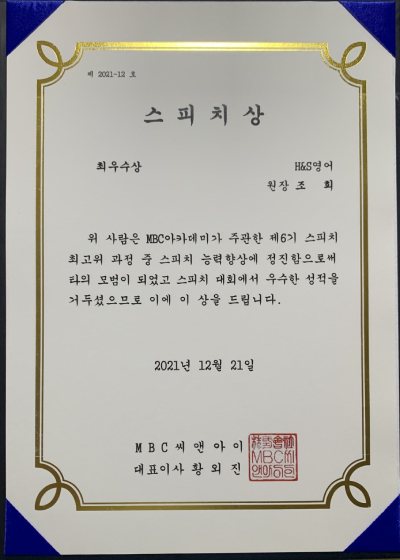 제 2021-12 호
스 피 치 상
최우수상
H&S영어
원장 조 희
위 사람은 MBC아카데미가 주관한 제6기 스피치
최고위 과정 중 스피치 능력향상에 정진함으로써
타의 모범이 되었고 스피치 대회에서 우수한 성적을
거두셨으므로 이에 이 상을 드립니다.
2021년 12월 21일
MBC씨앤아이
대표이사 황외진